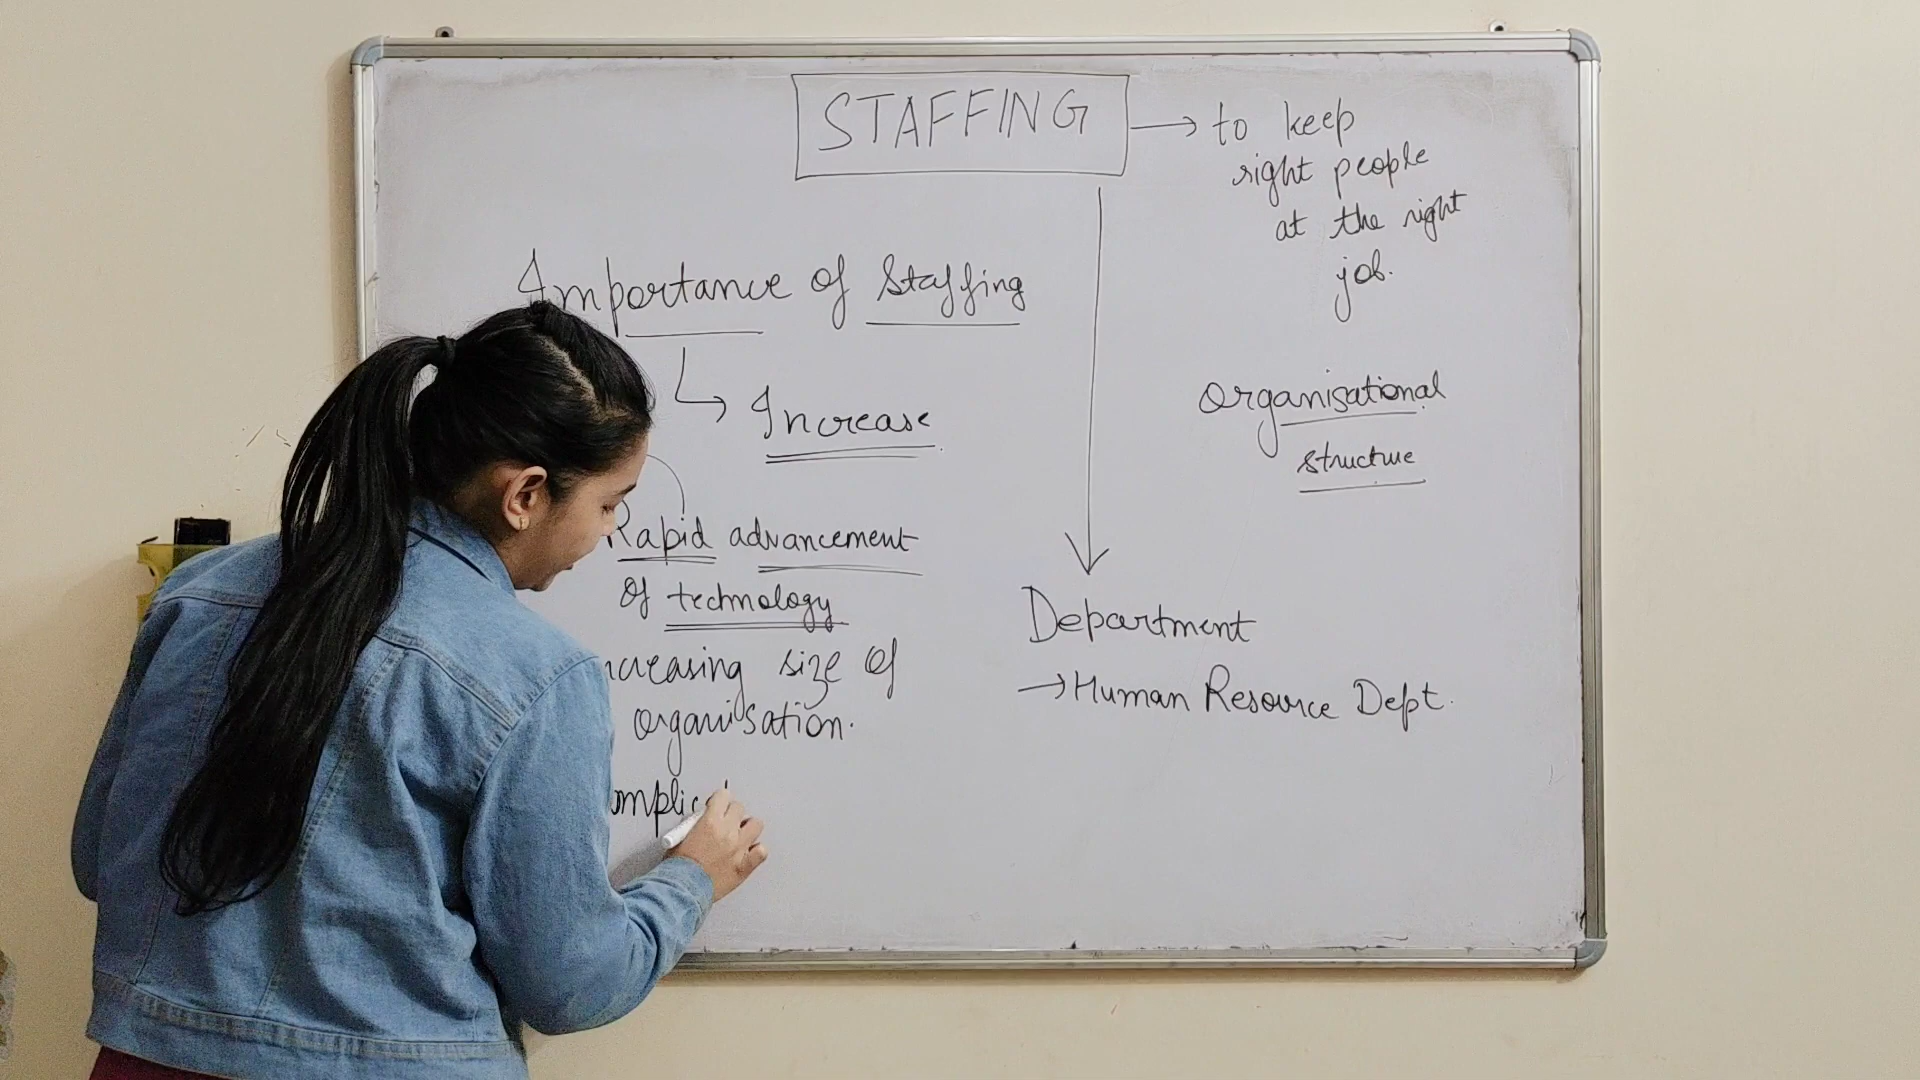 STAFFING → to keep
right people
at the right
job.
Importance of Staffing
↳ Increase
Organisational
structure
Rapid advancement
of technology
ncreasing size of
organisation.
Department
→ Human Resource Dept.